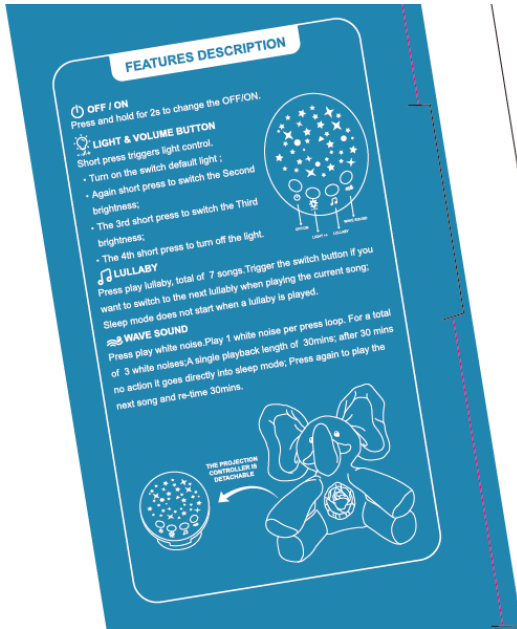 FEATURES DESCRIPTION
OFF / ON
Press and hold for 2s to change the OFF/ON.
LIGHT & VOLUME BUTTON
Short press triggers light control.
· Turn on the switch default light ;
· Again short press to switch the Second
brightness;
· The 3rd short press to switch the Third
brightness;
· The 4th short press to turn off the light.
OFF/ON
LIGHT
LULLABY
WAVE SOUND
LULLABY
Press play lullaby, total of 7 songs.Trigger the switch button if you
want to switch to the next lullaby when playing the current song;
Sleep mode does not start when a lullaby is played.
WAVE SOUND
Press play white noise.Play 1 white noise per press loop. For a total
of 3 white noises;A single playback length of 30mins; after 30 mins
no action it goes directly into sleep mode; Press again to play the
next song and re-time 30mins.
THE PROJECTION
CONTROLLER IS
DETACHABLE